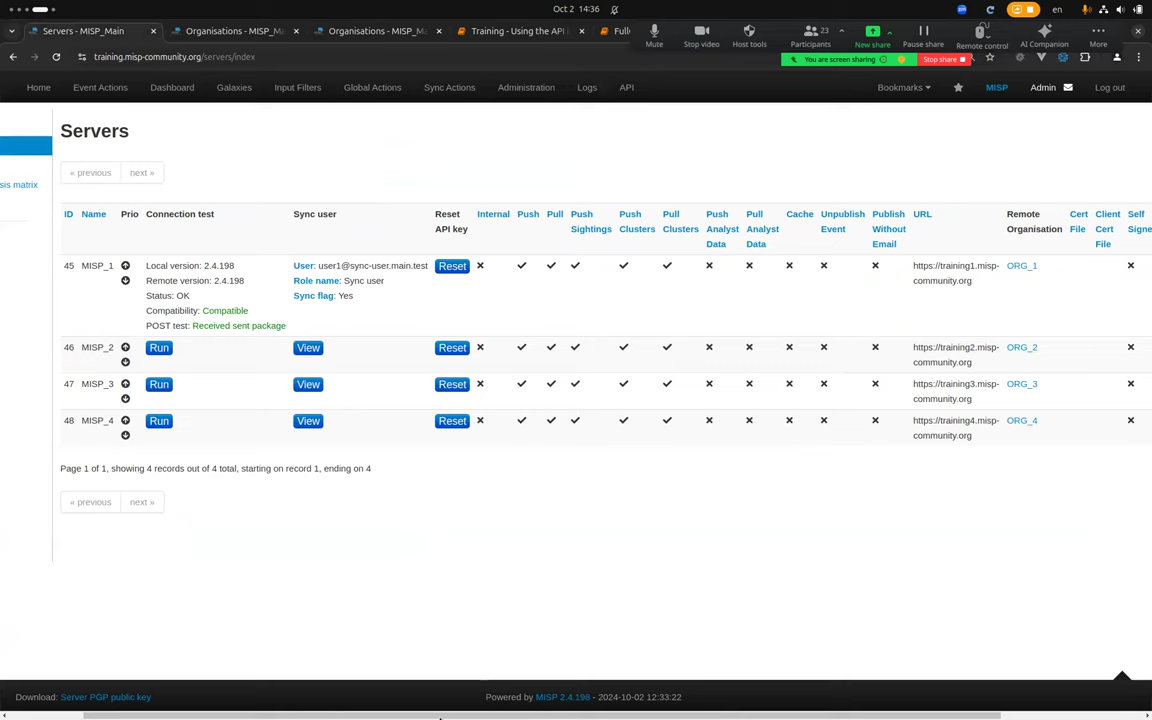 Oct 2 14:36
en
Servers - MISP_Main
Organisations - MISP_M
Organisations - MISP_Ma
Training - Using the API
Full
Mute
Stop video
Host tools
Participants
23
New share
Pause share
Remote control
AI Companion
More
You are screen sharing
Stop share
training.misp-community.org/servers/index
Home
Event Actions
Dashboard
Galaxies
Input Filters
Global Actions
Sync Actions
Administration
Logs
API
Bookmarks
MISP
Admin
Log out
sis matrix
Servers
« previous
next »
ID
Name
Prio
Connection test
Sync user
Reset API key
Internal
Push
Pull
Push Sightings
Push Clusters
Pull Clusters
Push Analyst Data
Pull Analyst Data
Cache
Unpublish Event
Publish Without Email
URL
Remote Organisation
Cert File
Client Cert File
Self Signe
45
MISP_1
Local version: 2.4.198
Remote version: 2.4.198
Status: OK
Compatibility: Compatible
POST test: Received sent package
User: user1@sync-user.main.test
Role name: Sync user
Sync flag: Yes
Reset
https://training1.misp-
community.org
ORG_1
46
MISP_2
Run
View
Reset
https://training2.misp-
community.org
ORG_2
47
MISP_3
Run
View
Reset
https://training3.misp-
community.org
ORG_3
48
MISP_4
Run
View
Reset
https://training4.misp-
community.org
ORG_4
Page 1 of 1, showing 4 records out of 4 total, starting on record 1, ending on 4
« previous
next »
Download: Server PGP public key
Powered by MISP 2.4.198 - 2024-10-02 12:33:22